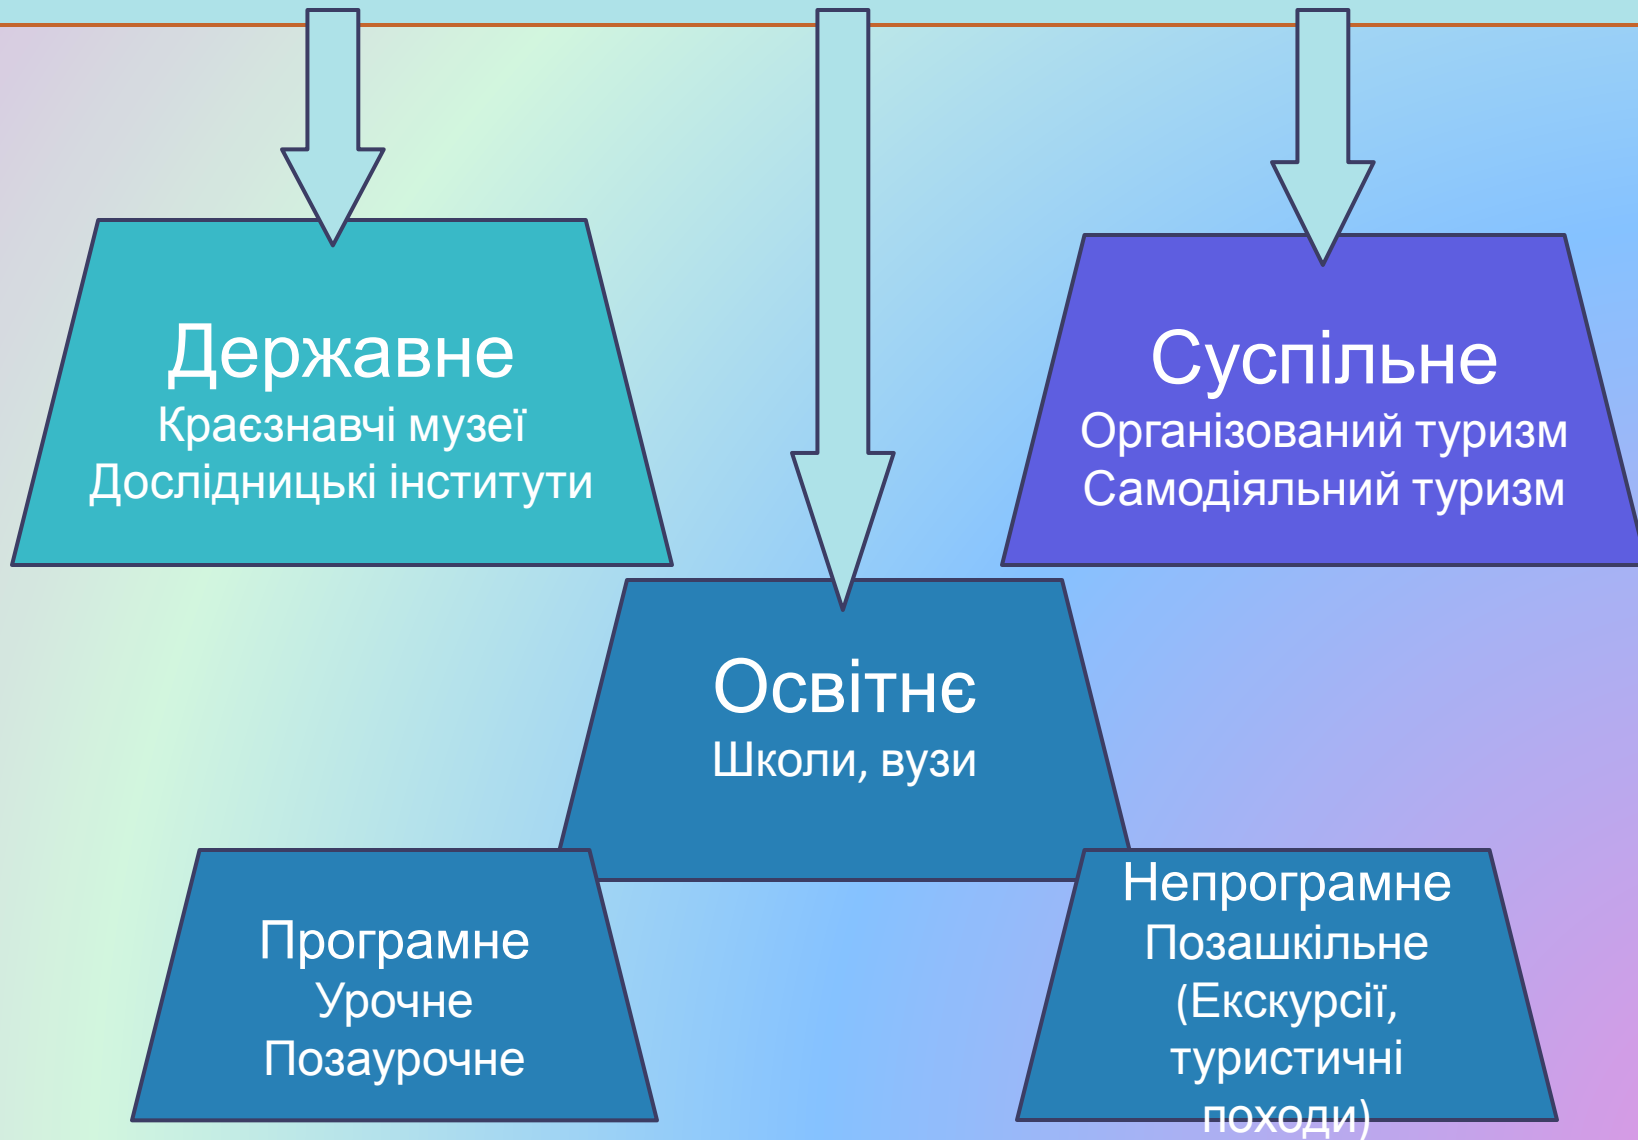 Державне
Краєзнавчі музеї
Дослідницькі інститути
Суспільне
Організований туризм
Самодіяльний туризм
Освітнє
Школи, вузи
Програмне
Урочне
Позаурочне
Непрограмне
Позашкільне
(Екскурсії,
туристичні
походи)